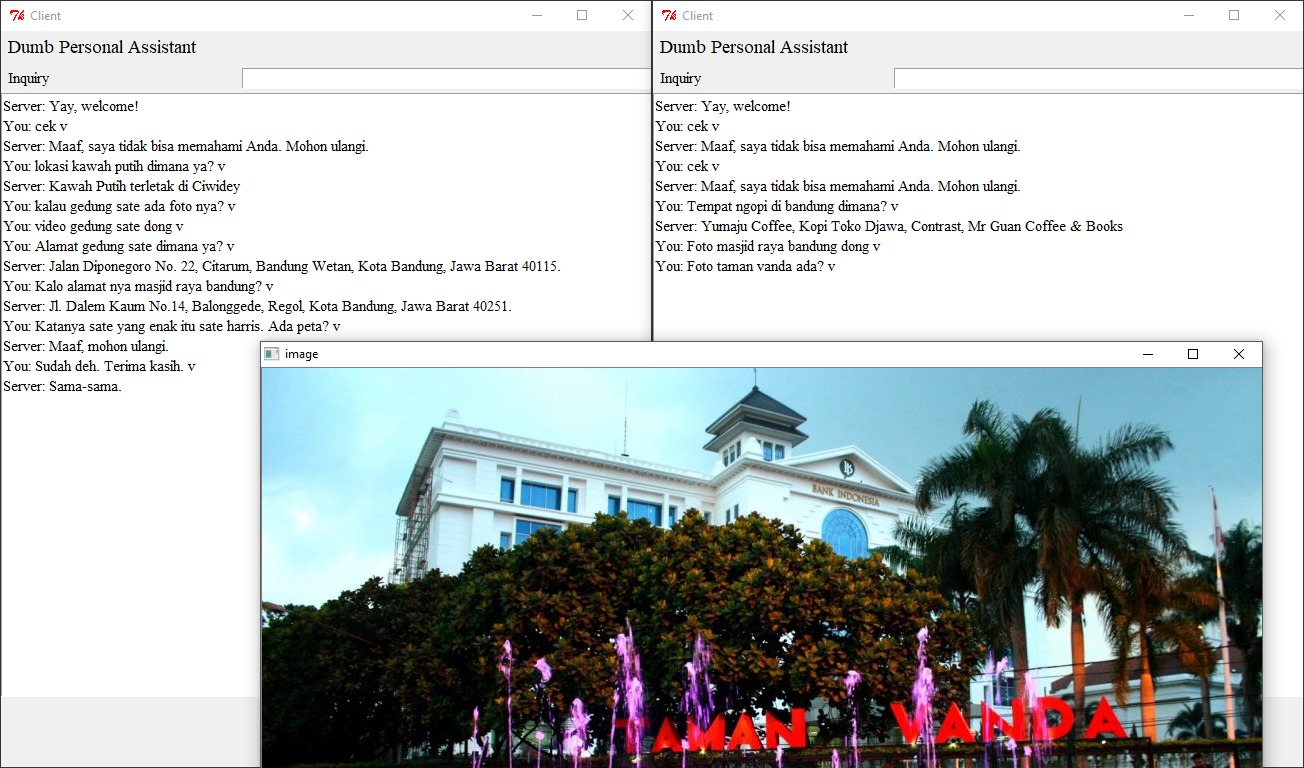 Client
Dumb Personal Assistant
Inquiry
Server: Yay, welcome!
You: cek v
Server: Maaf, saya tidak bisa memahami Anda. Mohon ulangi.
You: lokasi kawah putih dimana ya? v
Server: Kawah Putih terletak di Ciwidey
You: kalau gedung sate ada foto nya? v
You: video gedung sate dong v
You: Alamat gedung sate dimana ya? v
Server: Jalan Diponegoro No. 22, Citarum, Bandung Wetan, Kota Bandung, Jawa Barat 40115.
You: Kalo alamat nya masjid raya bandung? v
Server: Jl. Dalem Kaum No.14, Balonggede, Regol, Kota Bandung, Jawa Barat 40251.
You: Katanya sate yang enak itu sate harris. Ada peta? v
Server: Maaf, mohon ulangi.
You: Sudah deh. Terima kasih. v
Server: Sama-sama.
Client
Dumb Personal Assistant
Inquiry
Server: Yay, welcome!
You: cek v
Server: Maaf, saya tidak bisa memahami Anda. Mohon ulangi.
You: cek v
Server: Maaf, saya tidak bisa memahami Anda. Mohon ulangi.
You: Tempat ngopi di bandung dimana? v
Server: Yumaju Coffee, Kopi Toko Djawa, Contrast, Mr Guan Coffee & Books
You: Foto masjid raya bandung dong v
You: Foto taman vanda ada? v
image
BANK INDONESIA
TAMAN VANDA